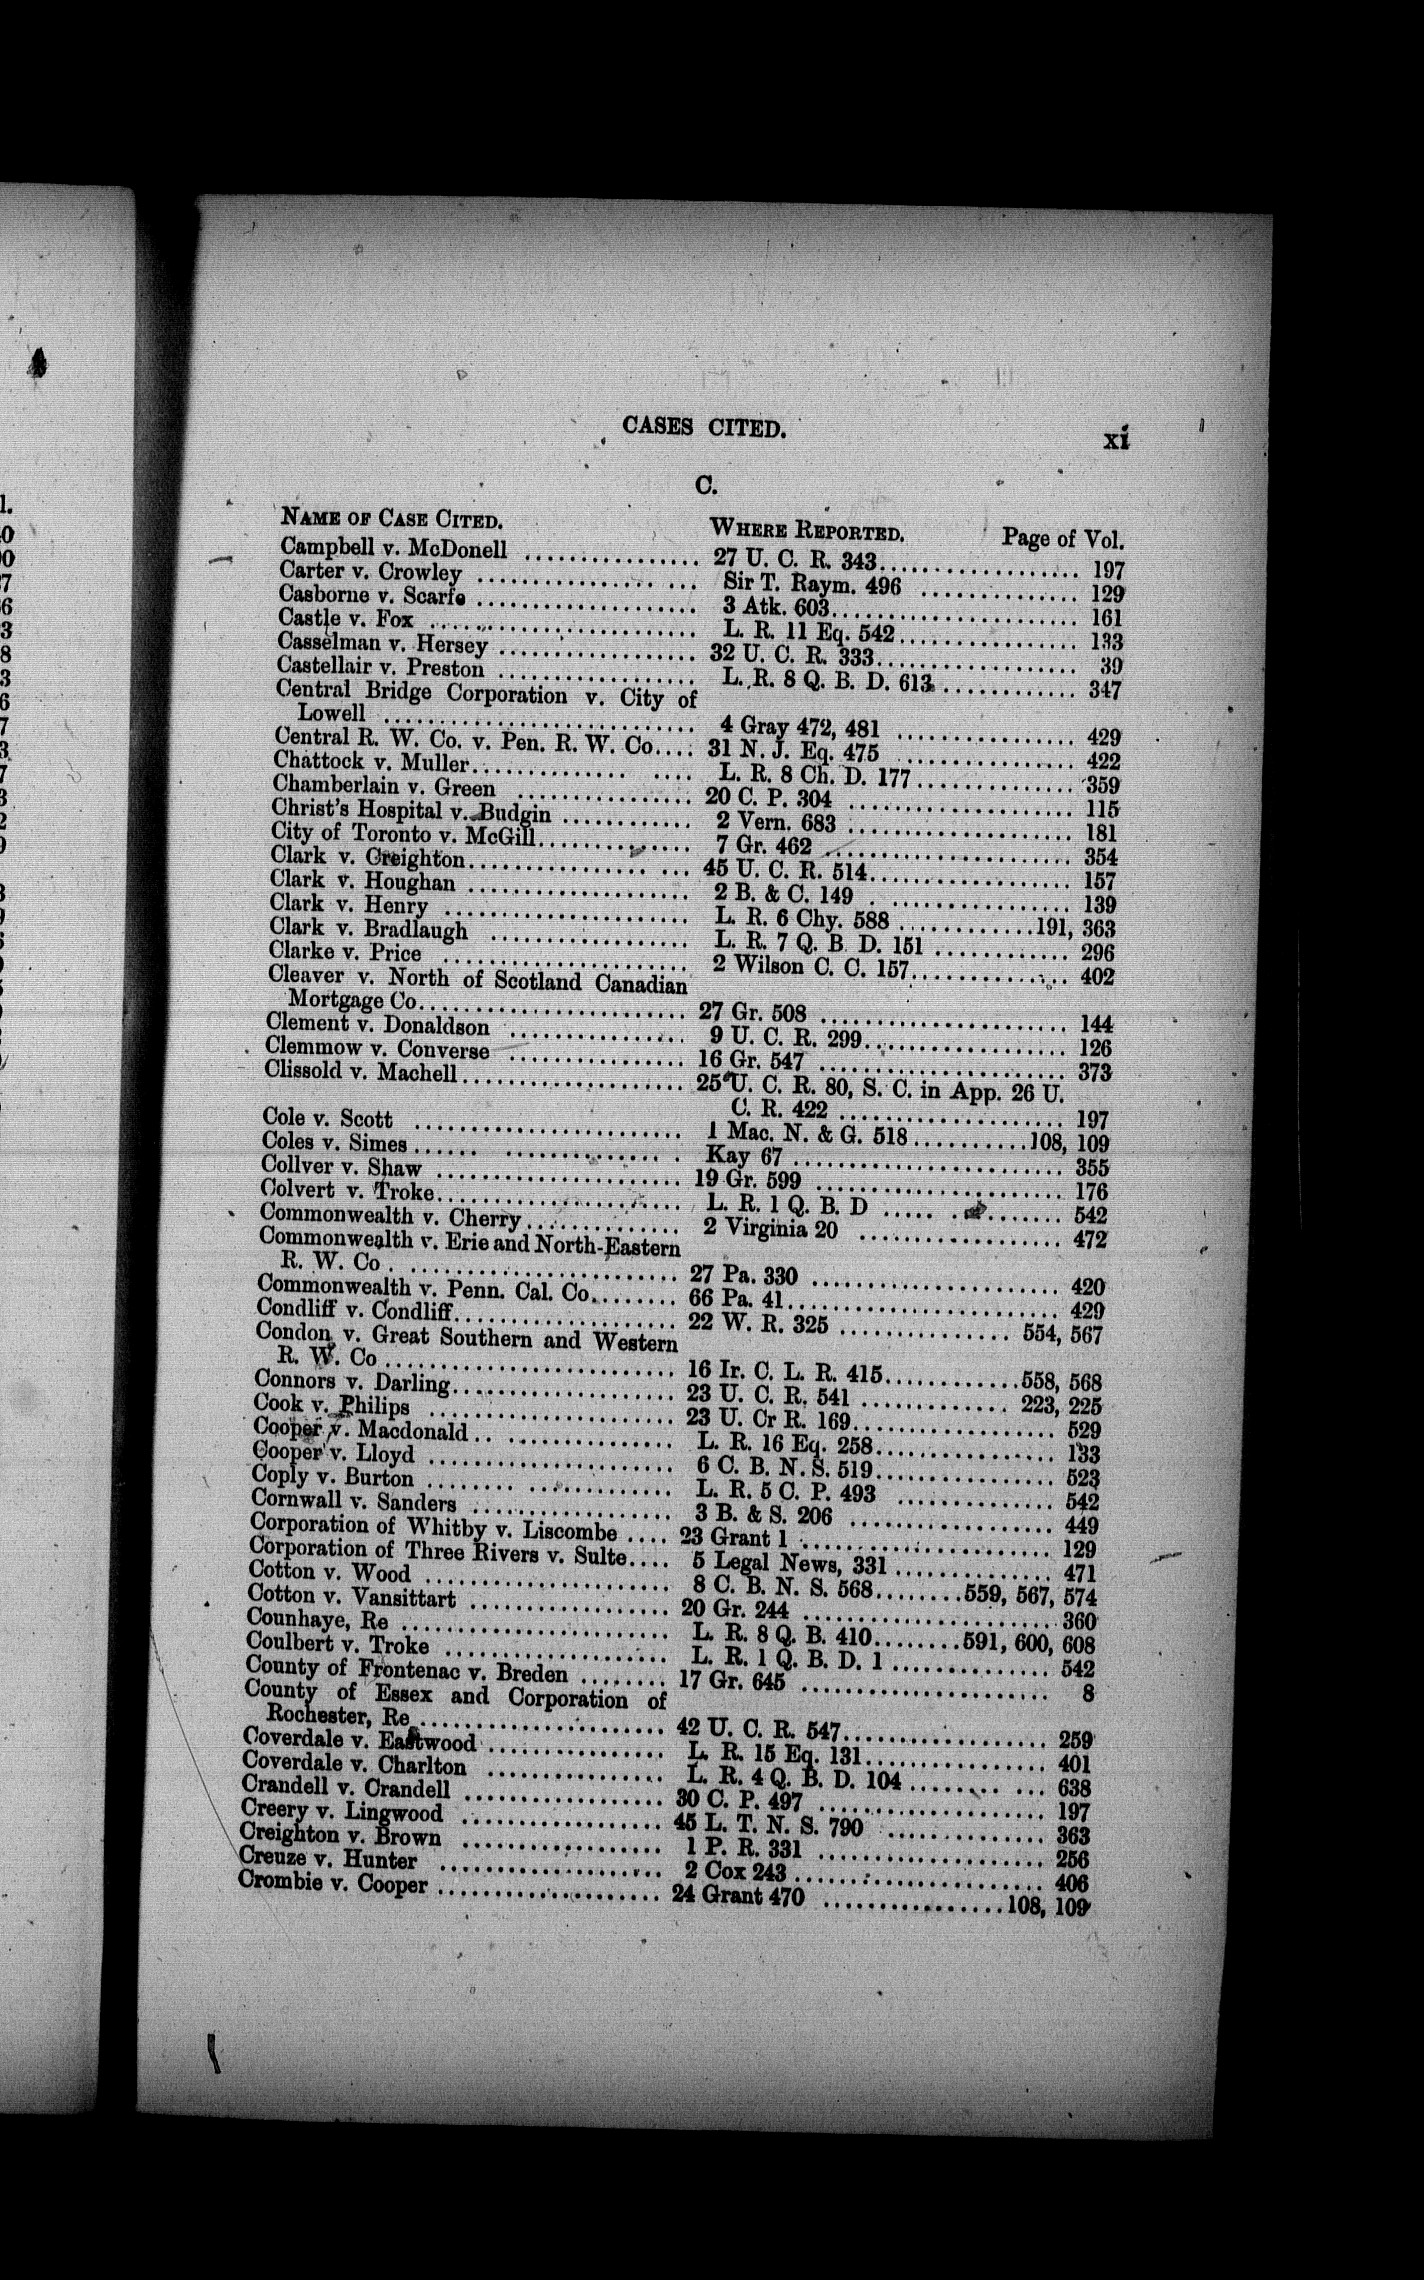 CASES CITED. xi
C.
NAME OF CASE CITED. WHERE REPORTED. Page of Vol.
Campbell v. McDonell ................ 27 U. C. R. 343.................. 197
Carter v. Crowley ................ ... Sir T. Raym. 496 .............. 129
Casborne v. Scarfe .................... 3 Atk. 603...................... 161
Castle v. Fox ........................ L. R. 11 Eq. 542................ 133
Casselman v. Hersey .................. 32 U. C. R. 333.................. 39
Castellair v. Preston .................. L. R. 8 Q. B. D. 613 ............ 347
Central Bridge Corporation v. City of
Lowell ............................ 4 Gray 472, 481 ................ 429
Central R. W. Co. v. Pen. R. W. Co.... 31 N. J. Eq. 475 ............... 422
Chattock v. Muller.............. .... L. R. 8 Ch. D. 177.............. 359
Chamberlain v. Green ................ 20 C. P. 304 .................... 115
Christ's Hospital v. Budgin ............ 2 Vern. 683 .................... 181
City of Toronto v. McGill.............. 7 Gr. 462 ...................... 354
Clark v. Creighton................ ... 45 U. C. R. 514.................. 157
Clark v. Houghan .................... 2 B. & C. 149 . ................ 139
Clark v. Henry ...................... L. R. 6 Chy. 588 ............191, 363
Clark v. Bradlaugh .................. L. R. 7 Q. B D. 151 ............ 296
Clarke v. Price ...................... 2 Wilson C. C. 157.............. 402
Cleaver v. North of Scotland Canadian
Mortgage Co........................ 27 Gr. 508 ...................... 144
Clement v. Donaldson ................ 9 U. C. R. 299.................. 126
Clemmow v. Converse ................ 16 Gr. 547 ...................... 373
Clissold v. Machell.................... 25 U. C. R. 80, S. C. in App. 26 U.
C. R. 422 .................... 197
Cole v. Scott ........................ 1 Mac. N. & G. 518..........108, 109
Coles v. Simes...... .............. . Kay 67 ........................ 355
Collver v. Shaw ...................... 19 Gr. 599 ...................... 176
Colvert v. Troke...................... L. R. 1 Q. B. D ..... .......... 542
Commonwealth v. Cherry.............. 2 Virginia 20 .................. 472
Commonwealth v. Erie and North-Eastern
R. W. Co . ........................ 27 Pa. 330 ...................... 420
Commonwealth v. Penn. Cal. Co........ 66 Pa. 41........................ 429
Condliff v. Condliff.................... 22 W. R. 325 ............... 554, 567
Condon v. Great Southern and Western
R. W. Co .......................... 16 Ir. C. L. R. 415............558, 568
Connors v. Darling.................... 23 U. C. R. 541 ............. 223, 225
Cook v. Philips ...................... 23 U. Cr R. 169.................. 529
Cooper v. Macdonald .. ............... L. R. 16 Eq. 258................ 133
Cooper v. Lloyd ...................... 6 C. B. N. S. 519................ 523
Coply v. Burton ........ ............. L. R. 5 C. P. 493 .............. 542
Cornwall v. Sanders .................. 3 B. & S. 206 .................. 449
Corporation of Whitby v. Liscombe .... 23 Grant 1 ...................... 129
Corporation of Three Rivers v. Sulte.... 5 Legal News, 331 .............. 471
Cotton v. Wood ...................... 8 C. B. N. S. 568........559, 567, 574
Cotton v. Vansittart .................. 20 Gr. 244 ...................... 360
Counhaye, Re ........................ L. R. 8 Q. B. 410........591, 600, 608
Coulbert v. Troke .................... L. R. 1 Q. B. D. 1 .............. 542
County of Frontenac v. Breden ........ 17 Gr. 645 ...................... 8
County of Essex and Corporation of
Rochester, Re ...................... 42 U. C. R. 547.................. 259
Coverdale v. Eastwood ................ L. R. 15 Eq. 131................ 401
Coverdale v. Charlton ................ L. R. 4 Q. B. D. 104 ........ ... 638
Crandell v. Crandell .................. 30 C. P. 497 .................... 197
Creery v. Lingwood .................. 45 L. T. N. S. 790 .............. 363
Creighton v. Brown .................. 1 P. R. 331 .................... 256
Creuze v. Hunter .................... 2 Cox 243 ...................... 406
Crombie v. Cooper .................... 24 Grant 470 ................108, 109